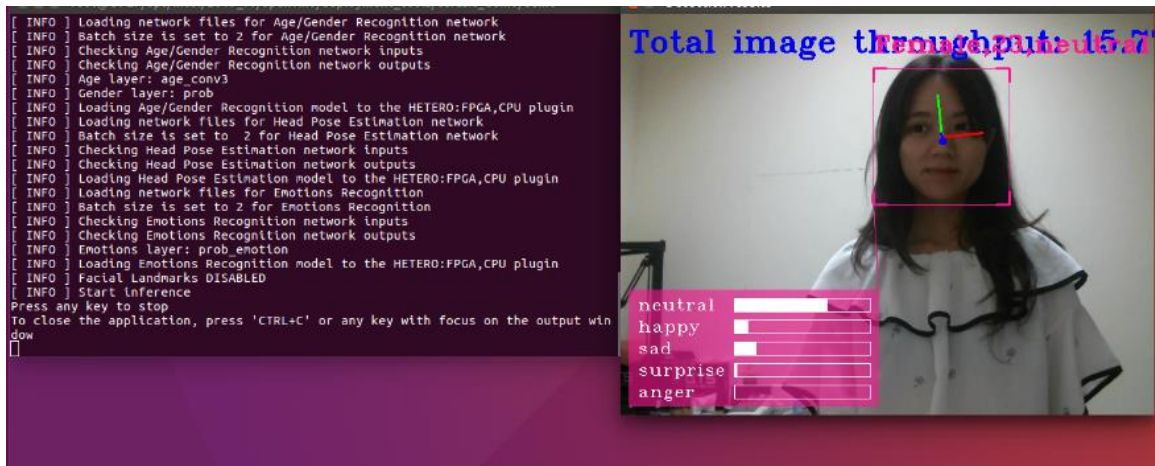 [ INFO ] Loading network files for Age/Gender Recognition network
[ INFO ] Batch size is set to 2 for Age/Gender Recognition network
[ INFO ] Checking Age/Gender Recognition network inputs
[ INFO ] Checking Age/Gender Recognition network outputs
[ INFO ] Age layer: age_conv3
[ INFO ] Gender layer: prob
[ INFO ] Loading Age/Gender Recognition model to the HETERO:FPGA,CPU plugin
[ INFO ] Loading network files for Head Pose Estimation network
[ INFO ] Batch size is set to  2 for Head Pose Estimation network
[ INFO ] Checking Head Pose Estimation network inputs
[ INFO ] Checking Head Pose Estimation network outputs
[ INFO ] Loading Head Pose Estimation model to the HETERO:FPGA,CPU plugin
[ INFO ] Loading network files for Emotions Recognition
[ INFO ] Batch size is set to 2 for Emotions Recognition
[ INFO ] Checking Emotions Recognition network inputs
[ INFO ] Checking Emotions Recognition network outputs
[ INFO ] Emotions layer: prob_emotion
[ INFO ] Loading Emotions Recognition model to the HETERO:FPGA,CPU plugin
[ INFO ] Facial Landmarks DISABLED
[ INFO ] Start inference
Press any key to stop
To close the application, press 'CTRL+C' or any key with focus on the output win
dow
Total image throughput: 15.7
Female,23,neutral
neutral
happy
sad
surprise
anger